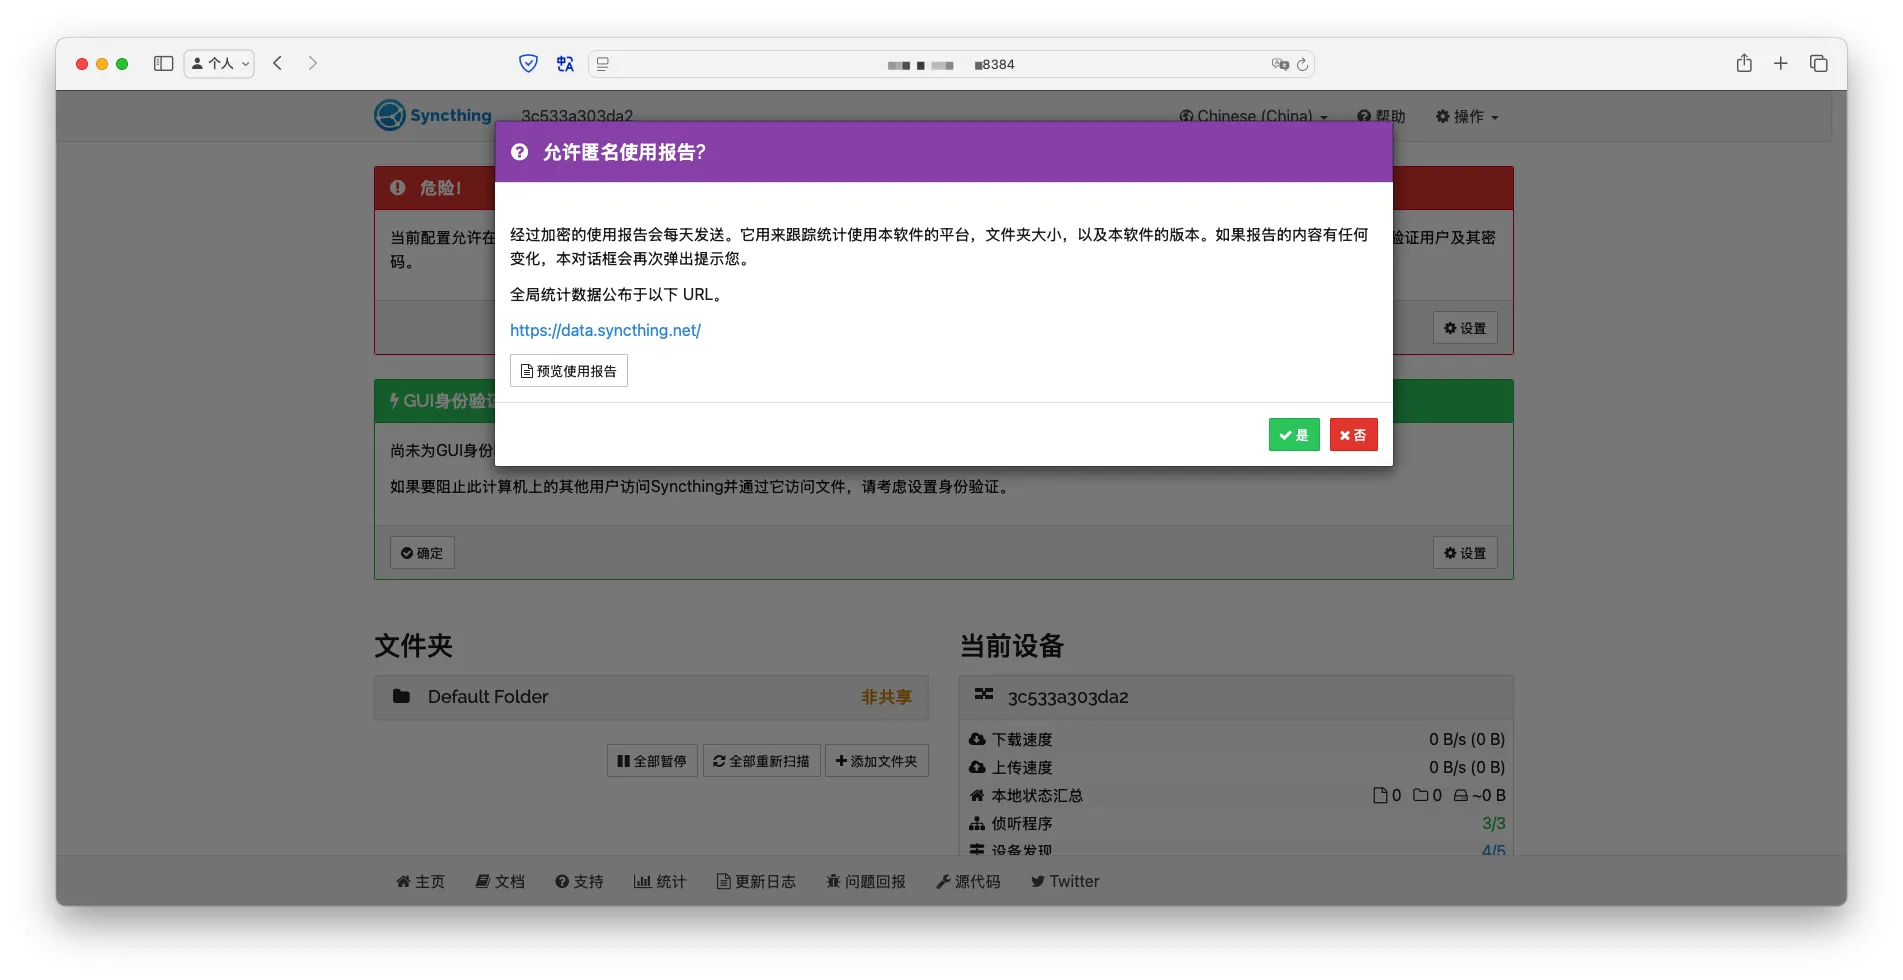 个人
8384
Syncthing
3c533a303da2
Chinese (China)
帮助
操作
允许匿名使用报告?
经过加密的使用报告会每天发送。它用来跟踪统计使用本软件的平台，文件夹大小，以及本软件的版本。如果报告的内容有任何
变化，本对话框会再次弹出提示您。
全局统计数据公布于以下 URL。
https://data.syncthing.net/
预览使用报告
是
否
危险!
当前配置允许在
验证用户及其密
码。
设置
GUI身份验证
尚未为GUI身份
如果要阻止此计算机上的其他用户访问Syncthing并通过它访问文件，请考虑设置身份验证。
确定
设置
文件夹
Default Folder
非共享
全部暂停
全部重新扫描
添加文件夹
当前设备
3c533a303da2
下载速度
0 B/s (0 B)
上传速度
0 B/s (0 B)
本地状态汇总
0
0
~0 B
侦听程序
3/3
设备发现
4/5
主页
文档
支持
统计
更新日志
问题回报
源代码
Twitter